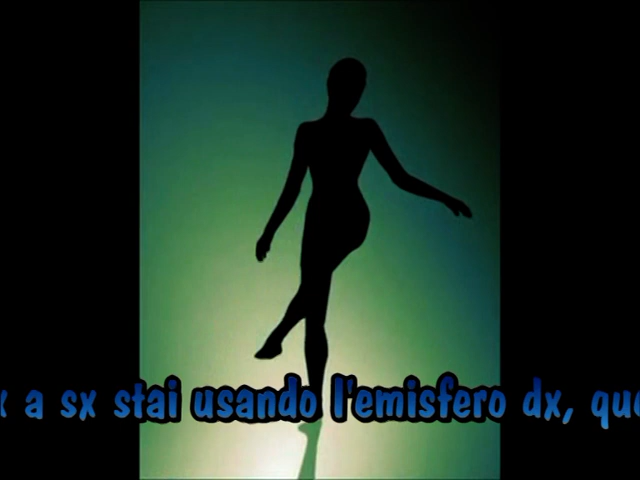 x a sx stai usando l'emisfero dx, que